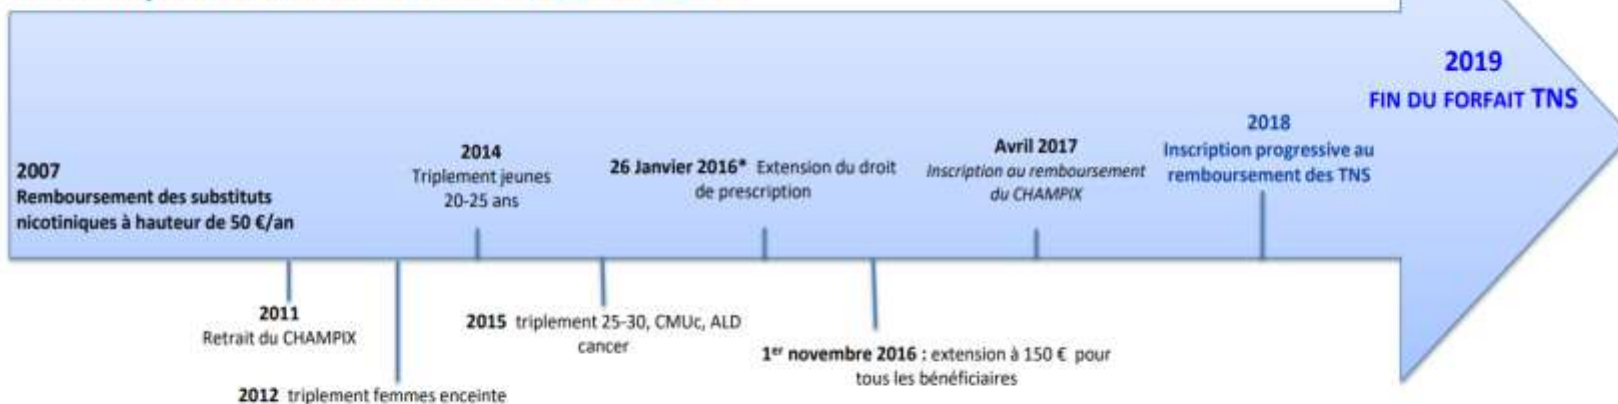 2007
Remboursement des substituts
nicotiniques à hauteur de 50 €/an
2011
Retrait du CHAMPIX
2012 triplement femmes enceinte
2014
Triplement jeunes
20-25 ans
2015 triplement 25-30, CMUc, ALD
cancer
26 Janvier 2016* Extension du droit
de prescription
1er novembre 2016 : extension à 150 € pour
tous les bénéficiaires
Avril 2017
Inscription au remboursement
du CHAMPIX
2018
Inscription progressive au
remboursement des TNS
2019
FIN DU FORFAIT TNS